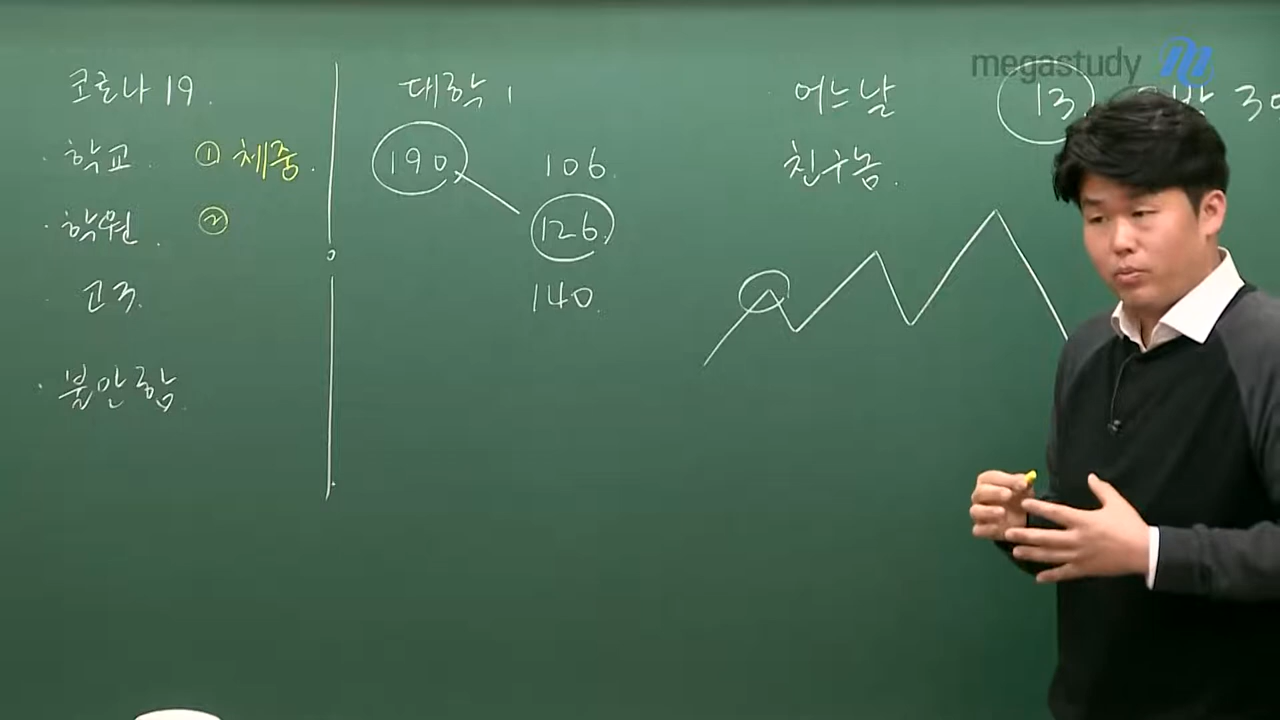 코로나 19.
· 학교. ① 체중.
· 학원. ②
· 고3.
· 불안함.
대학 1
190 106.
126.
140.
megastudy
어느날 13
친구놈.